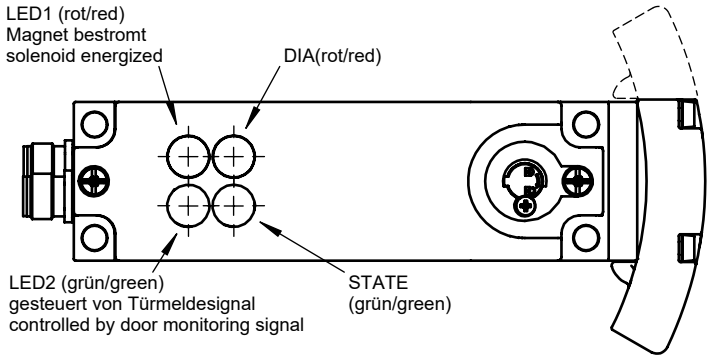 LED1 (rot/red)
Magnet bestromt
solenoid energized
DIA(rot/red)
LED2 (grün/green)
gesteuert von Türmeldesignal
controlled by door monitoring signal
STATE
(grün/green)